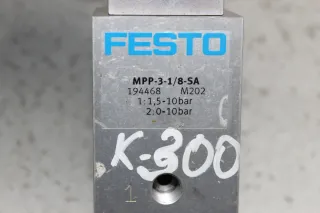 FESTO
MPP-3-1/8-SA
194468 M202
1:1,5-10bar
2.0-10bar
K-300
1